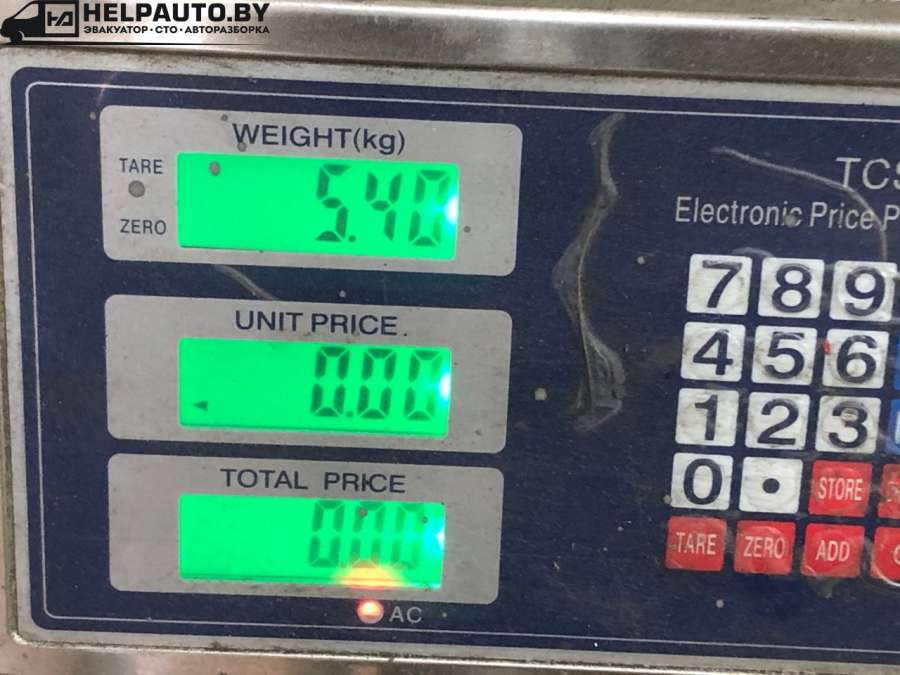 HELPAUTO.BY
ЭВАКУАТОР · СТО · АВТОРАЗБОРКА
WEIGHT(kg)
TARE
ZERO
5.40
UNIT PRICE
0.00
TOTAL PRICE
0.00
AC
TCS
Electronic Price P
7 8 9
4 5 6
1 2 3
0 . STORE
TARE ZERO ADD